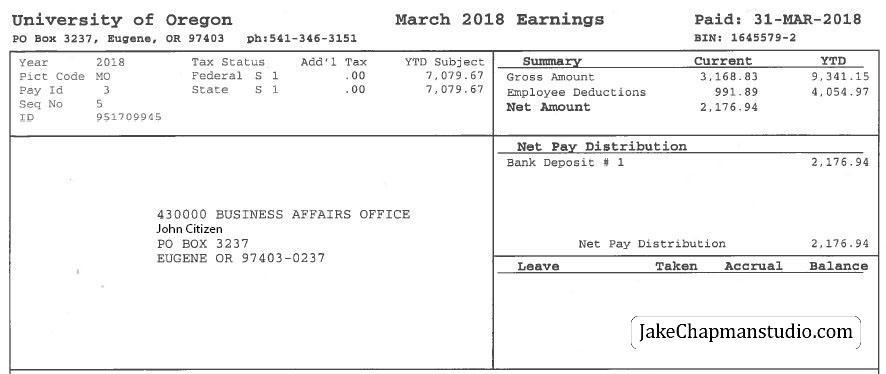 University of Oregon March 2018 Earnings Paid: 31-MAR-2018
PO Box 3237, Eugene, OR 97403 ph:541-346-3151 BIN: 1645579-2
Year 2018 Tax Status Add'l Tax YTD Subject
Pict Code MO Federal S 1 .00 7,079.67
Pay Id 3 State S 1 .00 7,079.67
Seq No 5
ID 951709945
Summary Current YTD
Gross Amount 3,168.83 9,341.15
Employee Deductions 991.89 4,054.97
Net Amount 2,176.94
Net Pay Distribution
Bank Deposit # 1 2,176.94
430000 BUSINESS AFFAIRS OFFICE
John Citizen
PO BOX 3237
EUGENE OR 97403-0237
Net Pay Distribution 2,176.94
Leave Taken Accrual Balance
JakeChapmanstudio.com